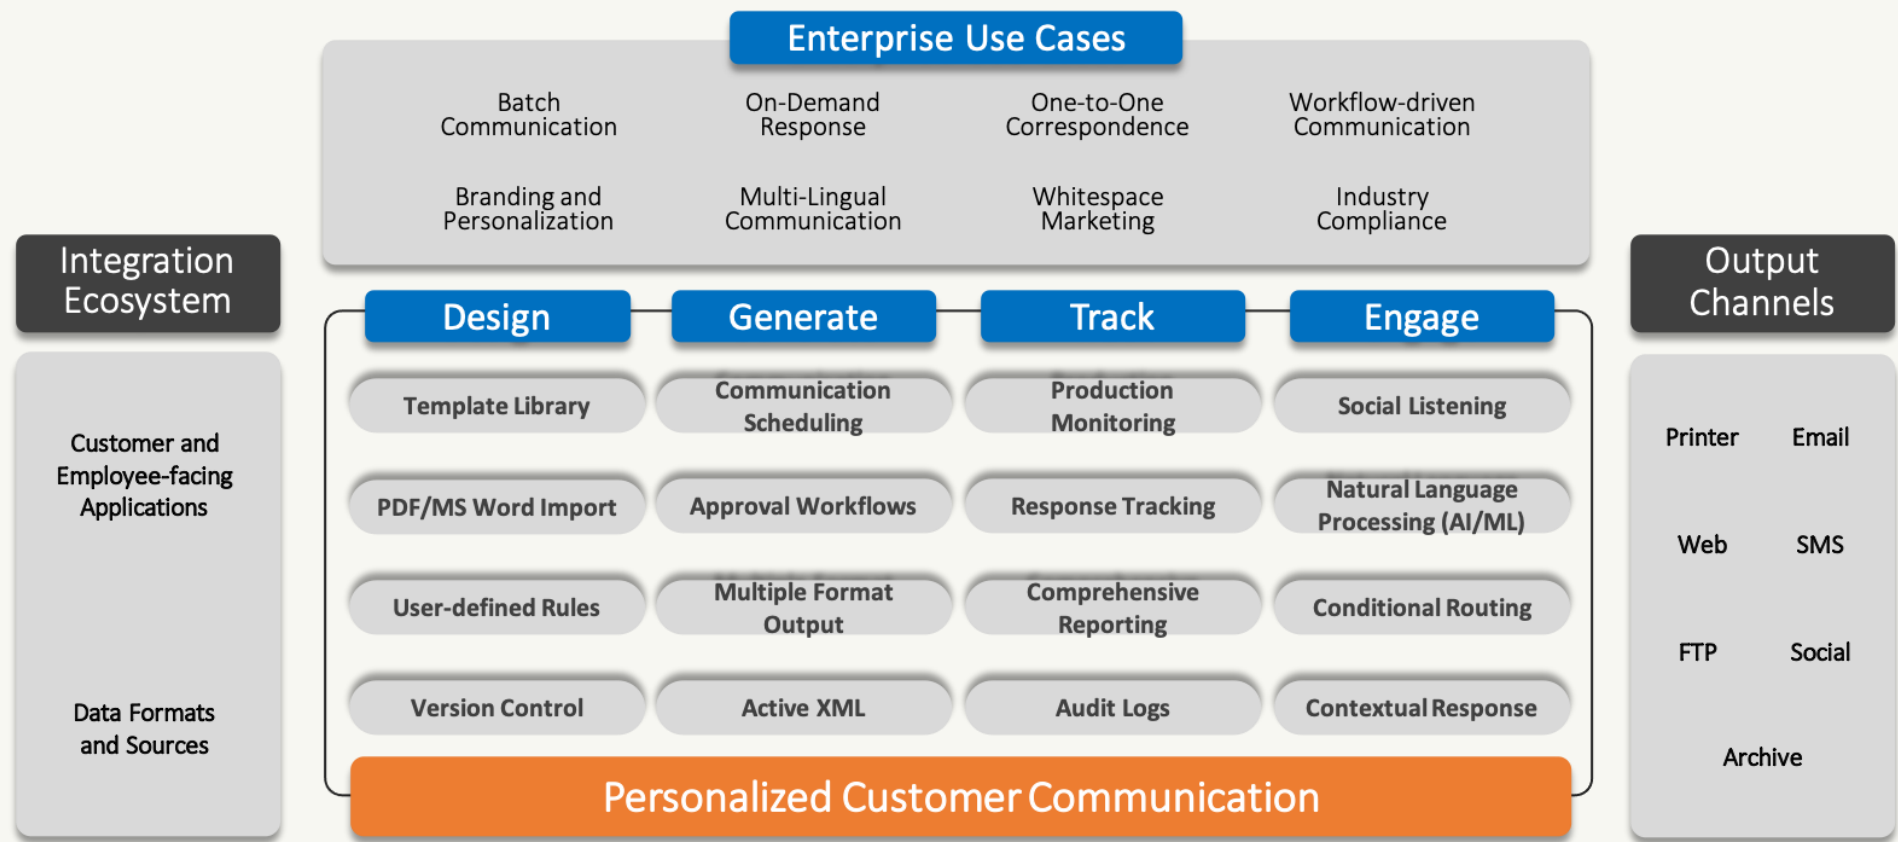 Enterprise Use Cases
Batch
Communication
On-Demand
Response
One-to-One
Correspondence
Workflow-driven
Communication
Branding and
Personalization
Multi-Lingual
Communication
Whitespace
Marketing
Industry
Compliance
Integration
Ecosystem
Customer and
Employee-facing
Applications
Data Formats
and Sources
Design
Template Library
PDF/MS Word Import
User-defined Rules
Version Control
Generate
Communication
Scheduling
Approval Workflows
Multiple Format
Output
Active XML
Track
Production
Monitoring
Response Tracking
Comprehensive
Reporting
Audit Logs
Engage
Social Listening
Natural Language
Processing (AI/ML)
Conditional Routing
Contextual Response
Personalized Customer Communication
Output
Channels
Printer
Email
Web
SMS
FTP
Social
Archive